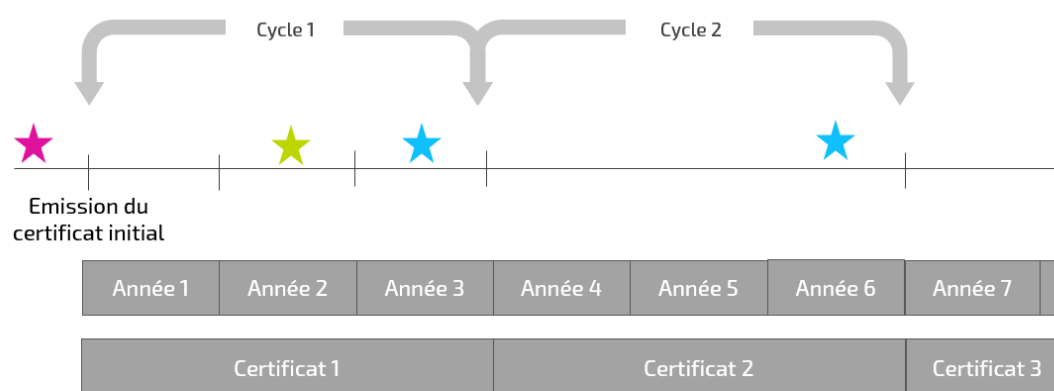 Cycle 1
Cycle 2
Emission du
certificat initial
Année 1
Année 2
Année 3
Année 4
Année 5
Année 6
Année 7
Certificat 1
Certificat 2
Certificat 3